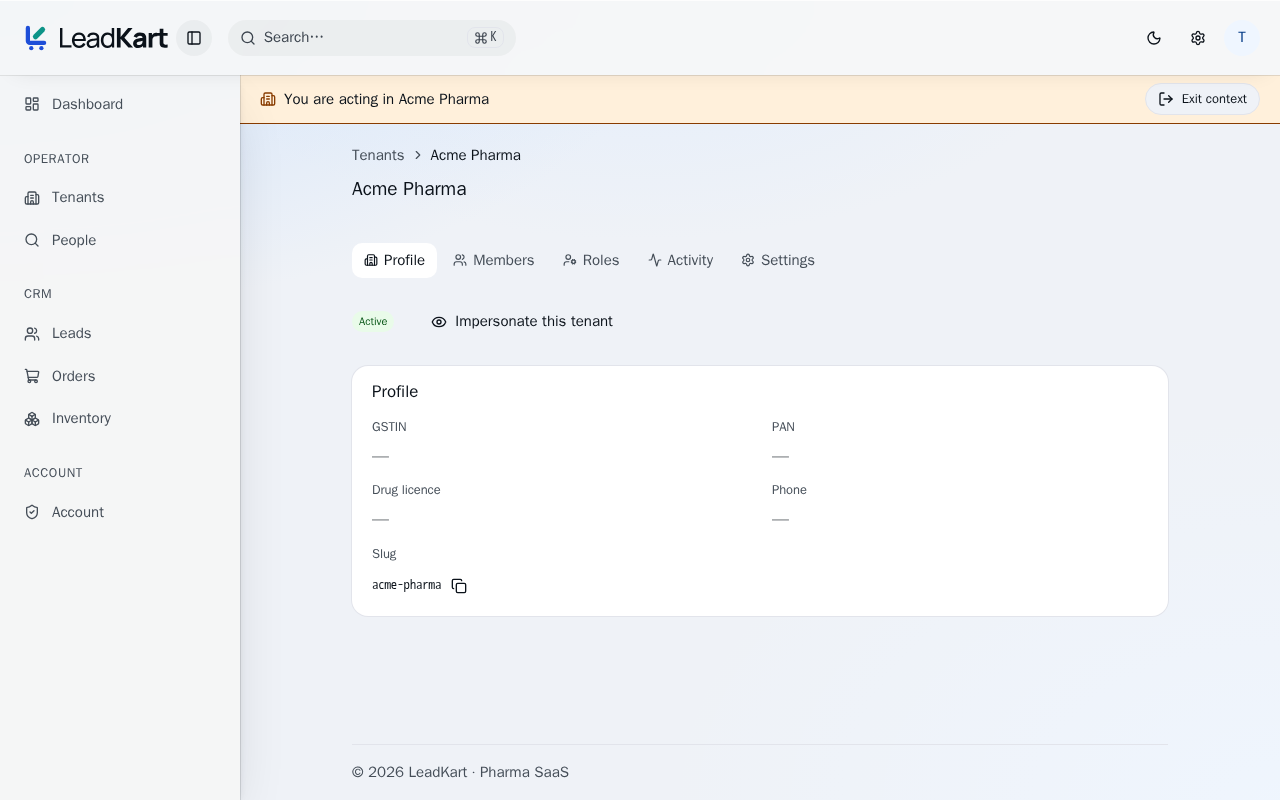 LeadKart
Search… ⌘K
T
Dashboard
OPERATOR
Tenants
People
CRM
Leads
Orders
Inventory
ACCOUNT
Account
You are acting in Acme Pharma
Exit context
Tenants > Acme Pharma
Acme Pharma
Profile Members Roles Activity Settings
Active Impersonate this tenant
Profile
GSTIN PAN
— —
Drug licence Phone
— —
Slug
acme-pharma
© 2026 LeadKart · Pharma SaaS